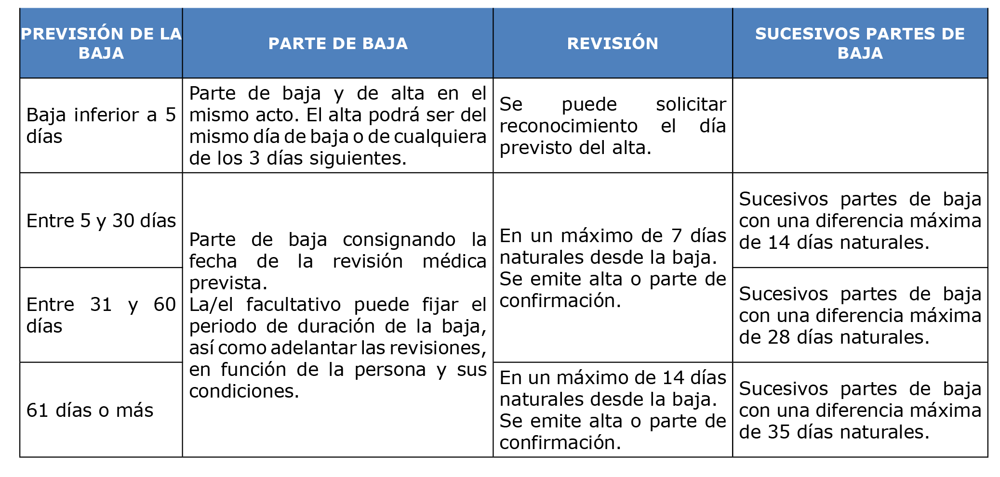 PREVISIÓN DE LA
BAJA
PARTE DE BAJA
REVISIÓN
SUCESIVOS PARTES DE
BAJA
Baja inferior a 5
días
Parte de baja y de alta en el
mismo acto. El alta podrá ser del
mismo día de baja o de cualquiera
de los 3 días siguientes.
Se puede solicitar
reconocimiento el día
previsto del alta.
Entre 5 y 30 días
Parte de baja consignando la
fecha de la revisión médica
prevista.
La/el facultativo puede fijar el
periodo de duración de la baja,
así como adelantar las revisiones,
en función de la persona y sus
condiciones.
En un máximo de 7 días
naturales desde la baja.
Se emite alta o parte de
confirmación.
Sucesivos partes de baja
con una diferencia máxima
de 14 días naturales.
Entre 31 y 60
días
Sucesivos partes de baja
con una diferencia máxima
de 28 días naturales.
61 días o más
En un máximo de 14 días
naturales desde la baja.
Se emite alta o parte de
confirmación.
Sucesivos partes de baja
con una diferencia máxima
de 35 días naturales.